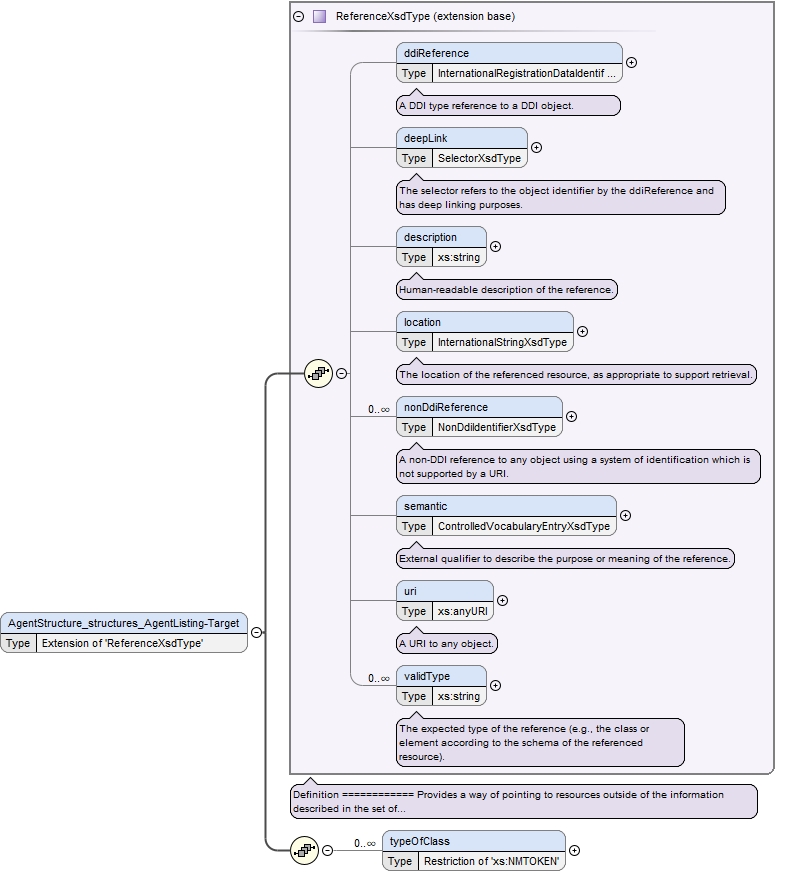 ReferenceXsdType (extension base)
ddiReference
Type InternationalRegistrationDataIdentif ...
A DDI type reference to a DDI object.
deepLink
Type SelectorXsdType
The selector refers to the object identifier by the ddiReference and
has deep linking purposes.
description
Type xs:string
Human-readable description of the reference.
location
Type InternationalStringXsdType
The location of the referenced resource, as appropriate to support retrieval.
0..∞
nonDdiReference
Type NonDdiIdentifierXsdType
A non-DDI reference to any object using a system of identification which is
not supported by a URI.
semantic
Type ControlledVocabularyEntryXsdType
External qualifier to describe the purpose or meaning of the reference.
uri
Type xs:anyURI
A URI to any object.
0..∞
validType
Type xs:string
The expected type of the reference (e.g., the class or
element according to the schema of the referenced
resource).
AgentStructure_structures_AgentListing-Target
Type Extension of 'ReferenceXsdType'
Definition ============ Provides a way of pointing to resources outside of the information
described in the set of...
0..∞
typeOfClass
Type Restriction of 'xs:NMTOKEN'